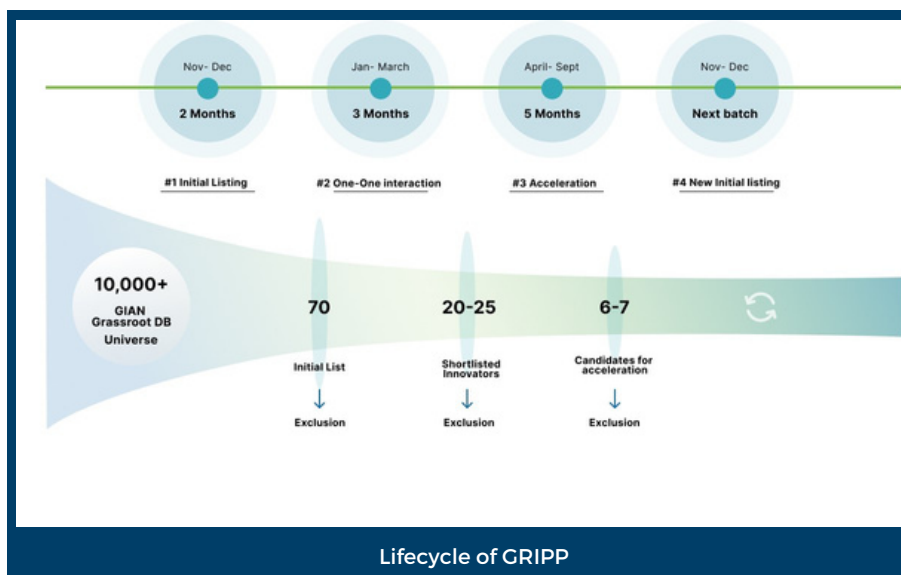 Nov- Dec
2 Months
Jan- March
3 Months
April- Sept
5 Months
Nov- Dec
Next batch
#1 Initial Listing
#2 One-One interaction
#3 Acceleration
#4 New Initial listing
10,000+
GIAN
Grassroot DB
Universe
70
Initial List
Exclusion
20-25
Shortlisted
Innovators
Exclusion
6-7
Candidates for
acceleration
Exclusion
Lifecycle of GRIPP